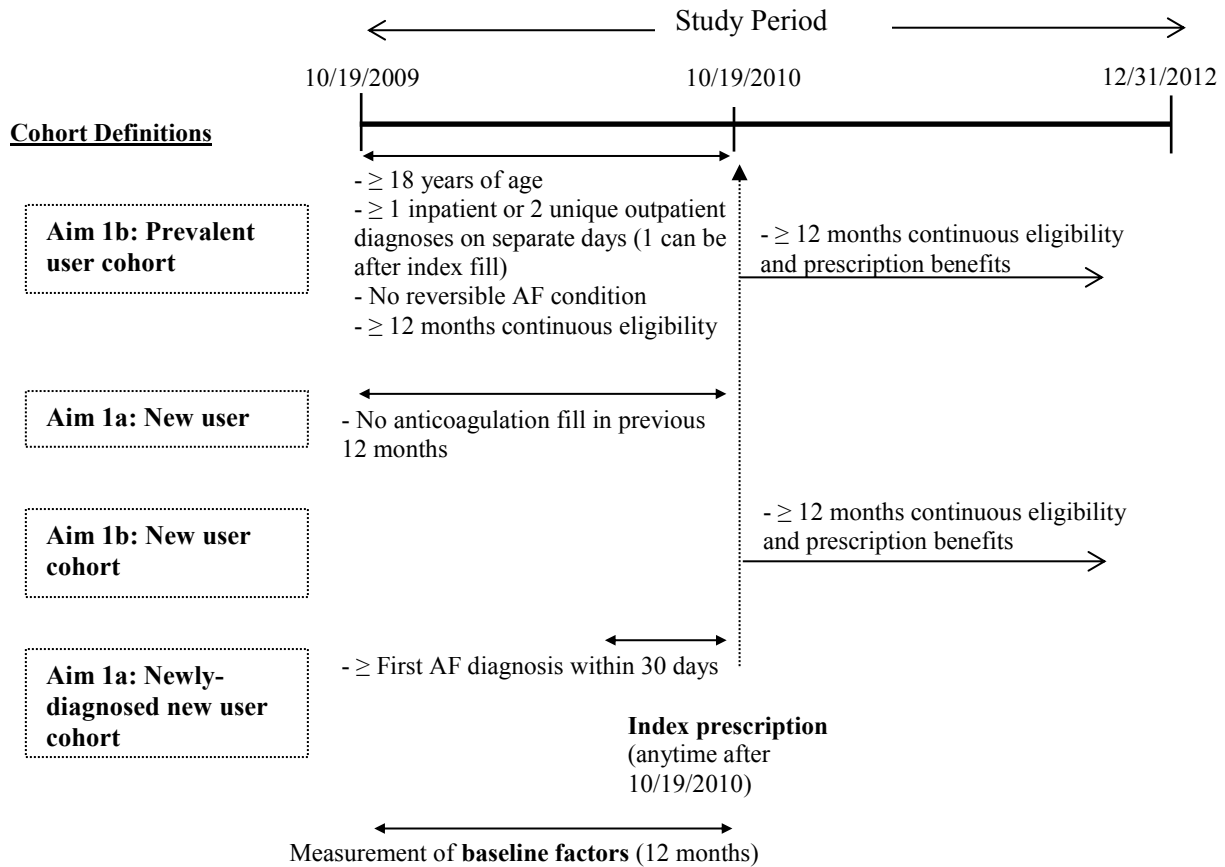 Study Period
10/19/2009
10/19/2010
12/31/2012
Cohort Definitions
Aim 1b: Prevalent
user cohort
- ≥ 18 years of age
- ≥ 1 inpatient or 2 unique outpatient
diagnoses on separate days (1 can be
after index fill)
- No reversible AF condition
- ≥ 12 months continuous eligibility
- ≥ 12 months continuous eligibility
and prescription benefits
Aim 1a: New user
- No anticoagulation fill in previous
12 months
Aim 1b: New user
cohort
- ≥ 12 months continuous eligibility
and prescription benefits
Aim 1a: Newly-
diagnosed new user
cohort
- ≥ First AF diagnosis within 30 days
Index prescription
(anytime after
10/19/2010)
Measurement of baseline factors (12 months)